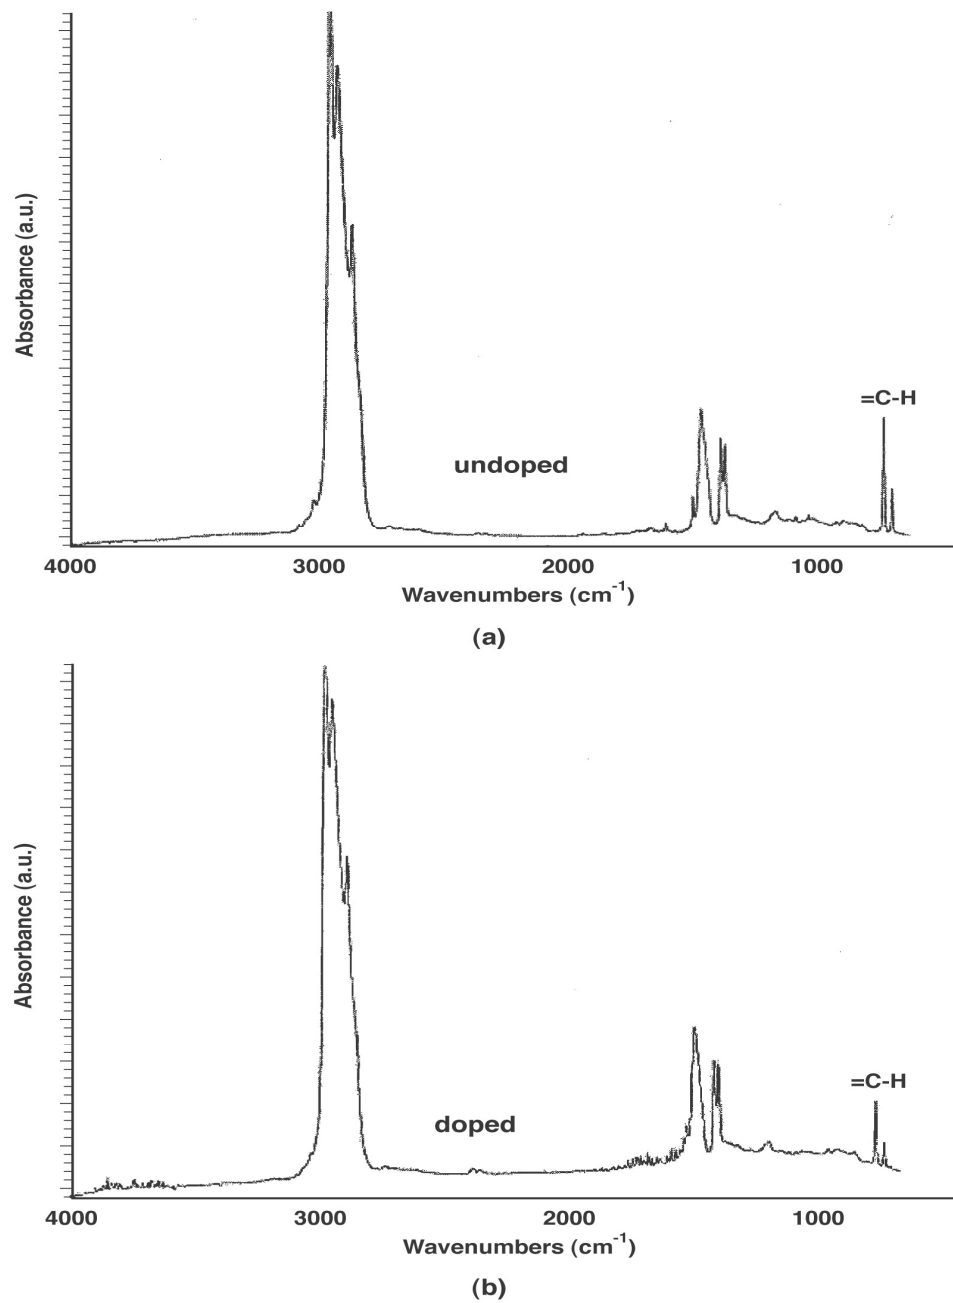 Absorbance (a.u.)
=C-H
undoped
4000 3000 2000 1000
Wavenumbers (cm-1)
(a)
Absorbance (a.u.)
=C-H
doped
4000 3000 2000 1000
Wavenumbers (cm-1)
(b)